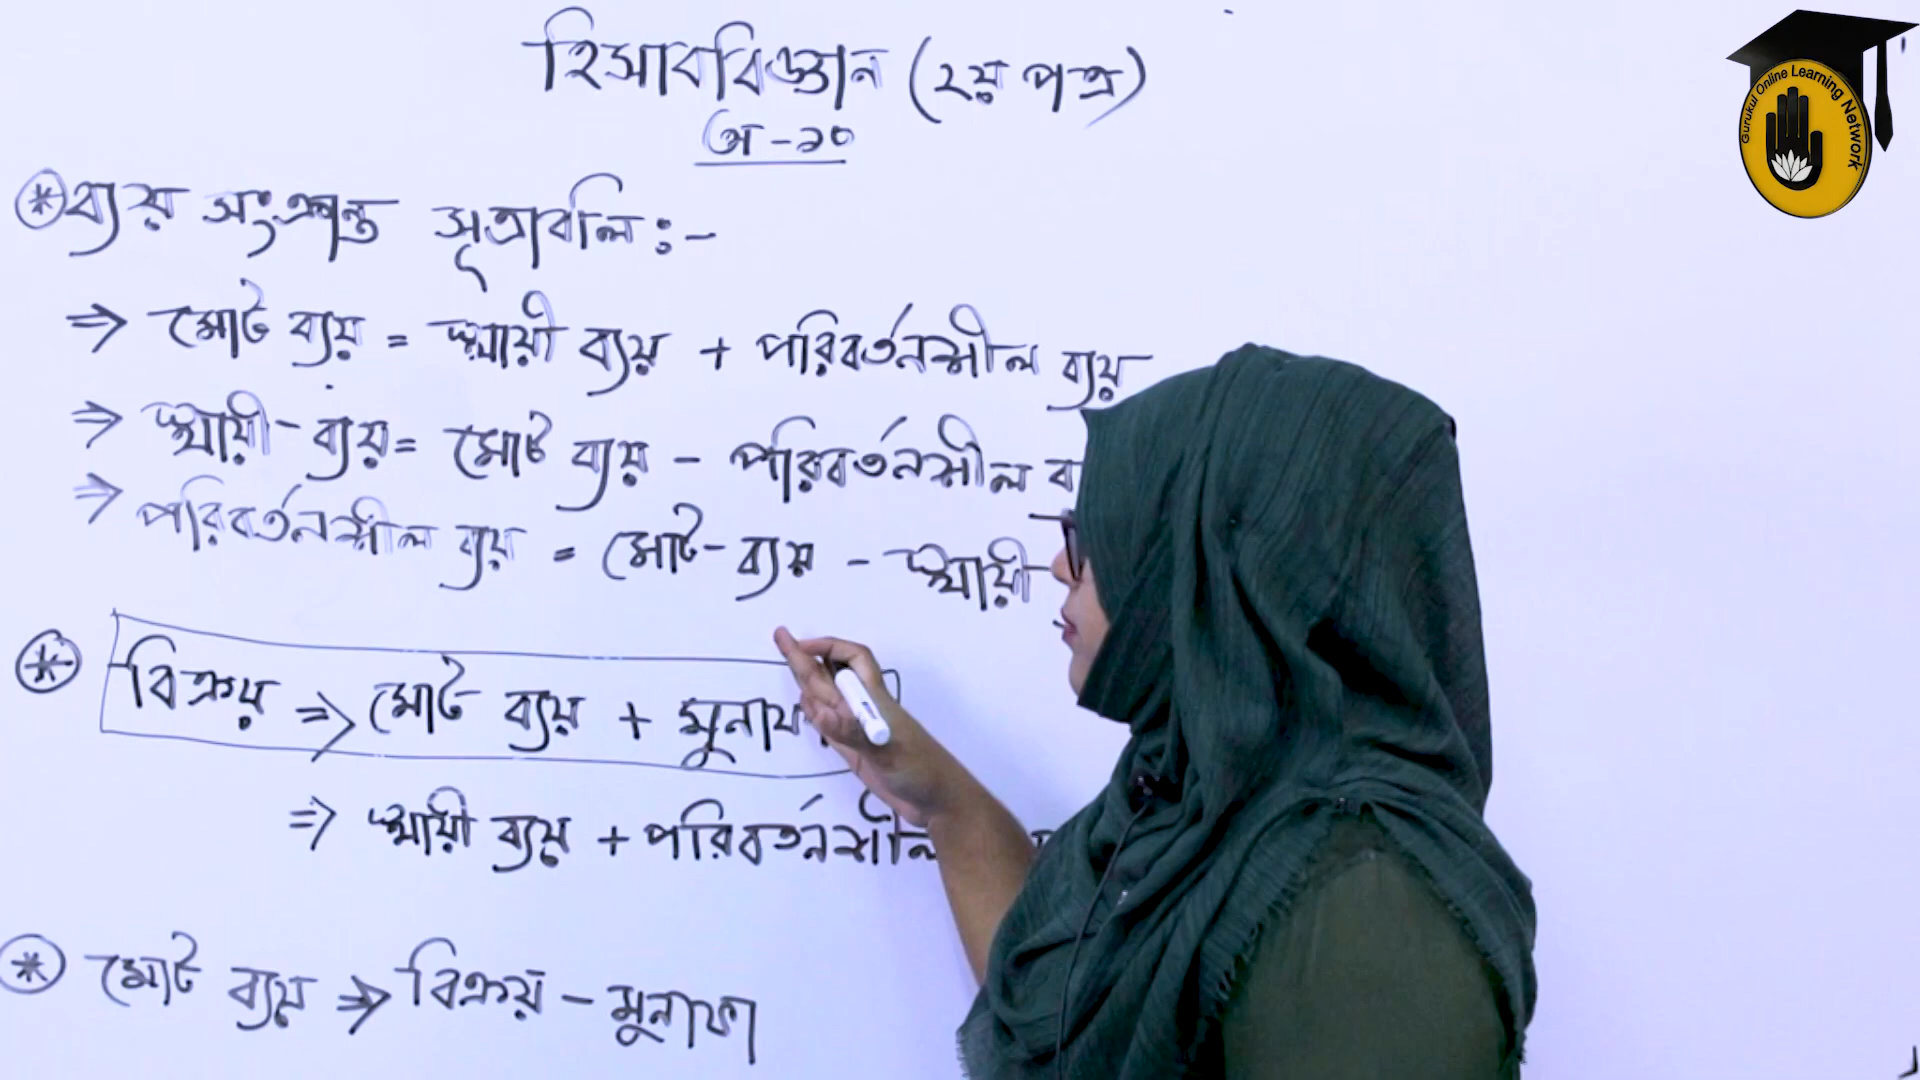 হিসাববিজ্ঞান (২য় পত্র)
অ-১০
Gurukul Online Learning Network
* ব্যয় সংক্রান্ত সূত্রাবলি :-
⇒ মোট ব্যয় = স্থায়ী ব্যয় + পরিবর্তনশীল ব্যয়
⇒ স্থায়ী ব্যয় = মোট ব্যয় - পরিবর্তনশীল
⇒ পরিবর্তনশীল ব্যয় = মোট ব্যয় - স্থায়ী
* বিক্রয় ⇒ মোট ব্যয় + মুনাফা
⇒ স্থায়ী ব্যয় + পরিবর্তনশীল
* মোট ব্যয় ⇒ বিক্রয় - মুনাফা